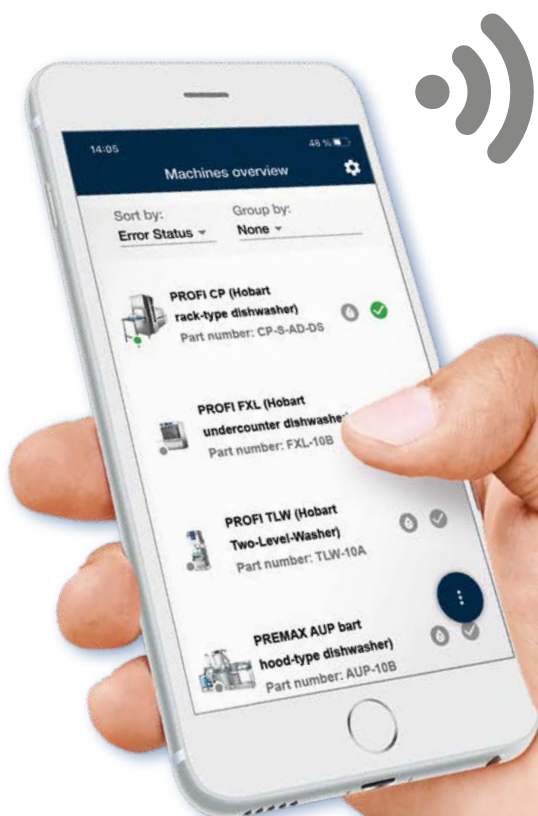 14:05
48 %
Machines overview
Sort by:
Group by:
Error Status
None
PROFI CP (Hobart
rack-type dishwasher)
Part number: CP-S-AD-DS
PROFI FXL (Hobart
undercounter dishwasher
Part number: FXL-10B
PROFI TLW (Hobart
Two-Level-Washer)
Part number: TLW-10A
PREMAX AUP bart
hood-type dishwasher)
Part number: AUP-10B